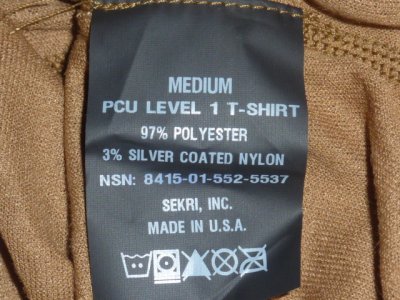 MEDIUM
PCU LEVEL 1 T-SHIRT
97% POLYESTER
3% SILVER COATED NYLON
NSN: 8415-01-552-5537
SEKRI, INC.
MADE IN U.S.A.